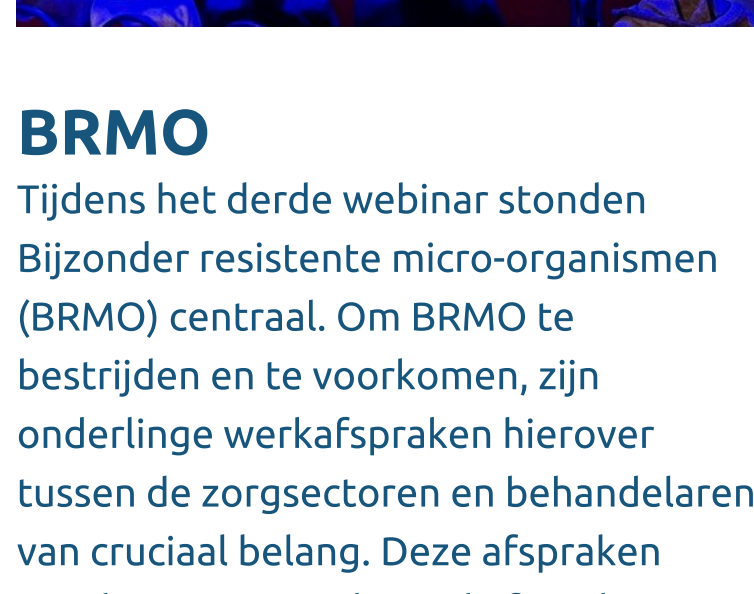 BRMO
Tijdens het derde webinar stonden
Bijzonder resistente micro-organismen
(BRMO) centraal. Om BRMO te
bestrijden en te voorkomen, zijn
onderlinge werkafspraken hierover
tussen de zorgsectoren en behandelaren
van cruciaal belang. Deze afspraken